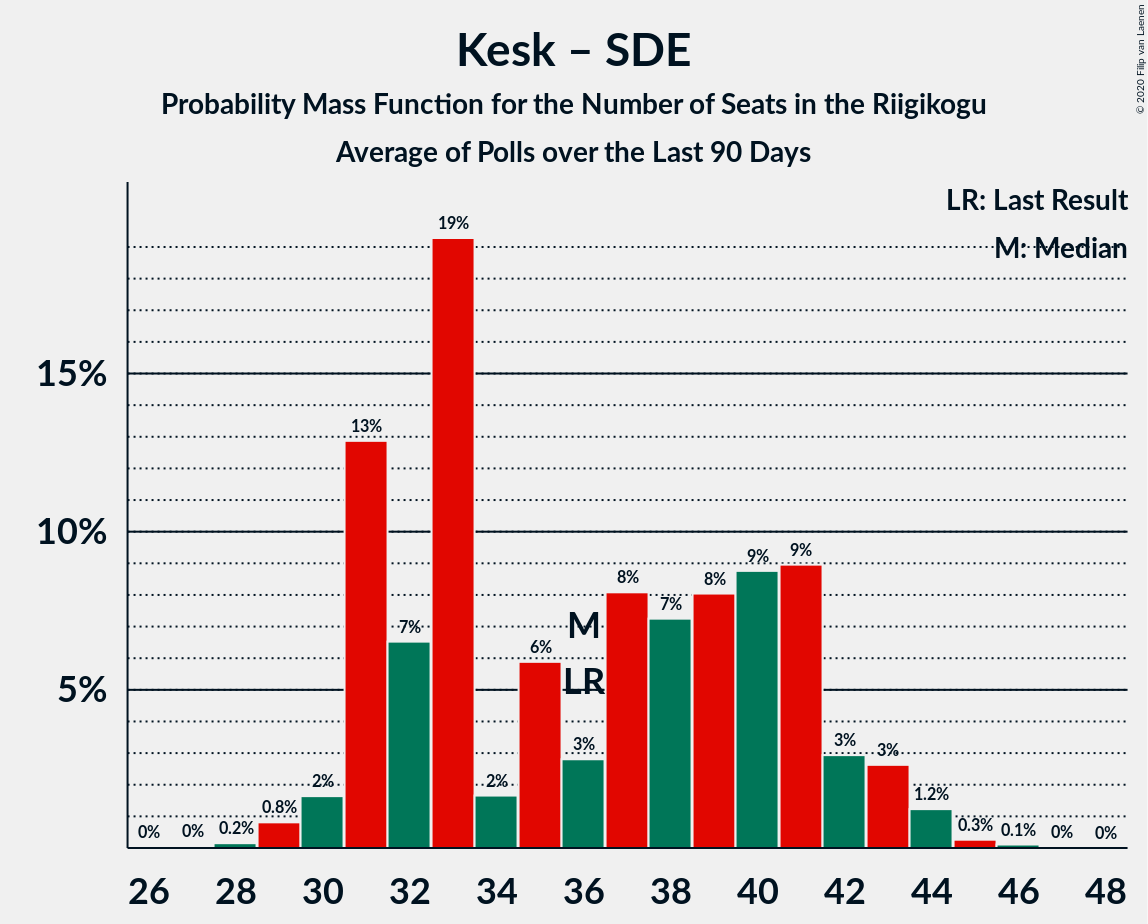 Kesk – SDE
Probability Mass Function for the Number of Seats in the Riigikogu
Average of Polls over the Last 90 Days
© 2020 Filip van Laenen
LR: Last Result
M: Median
15%
10%
5%
0%
0%
0.2%
0.8%
2%
13%
7%
19%
2%
6%
M
LR
3%
8%
7%
8%
9%
9%
3%
3%
1.2%
0.3%
0.1%
0%
0%
26 28 30 32 34 36 38 40 42 44 46 48